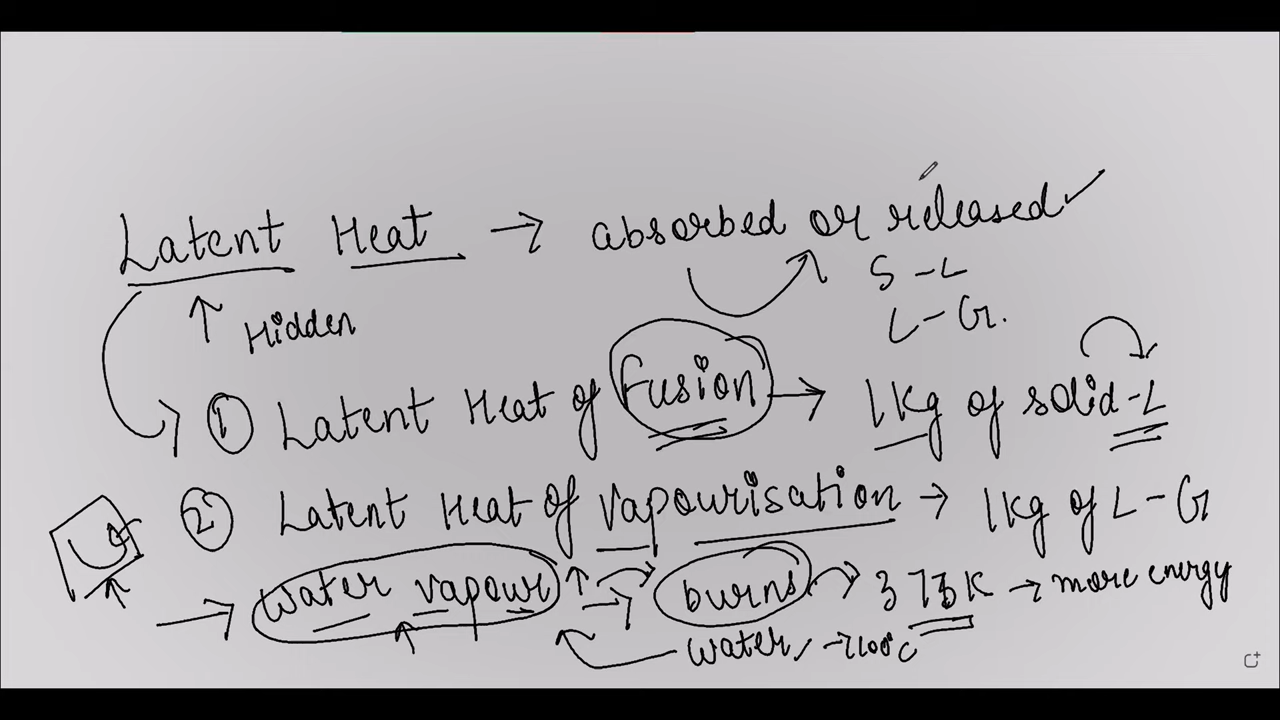 Latent Heat → absorbed or released ✓
↑ Hidden
S - L
L - G.
① Latent Heat of fusion → 1kg of solid - L
② Latent Heat of vapourisation → 1kg of L - G
→ water vapour ↑ → burns → 373K → more energy
water → 100°C